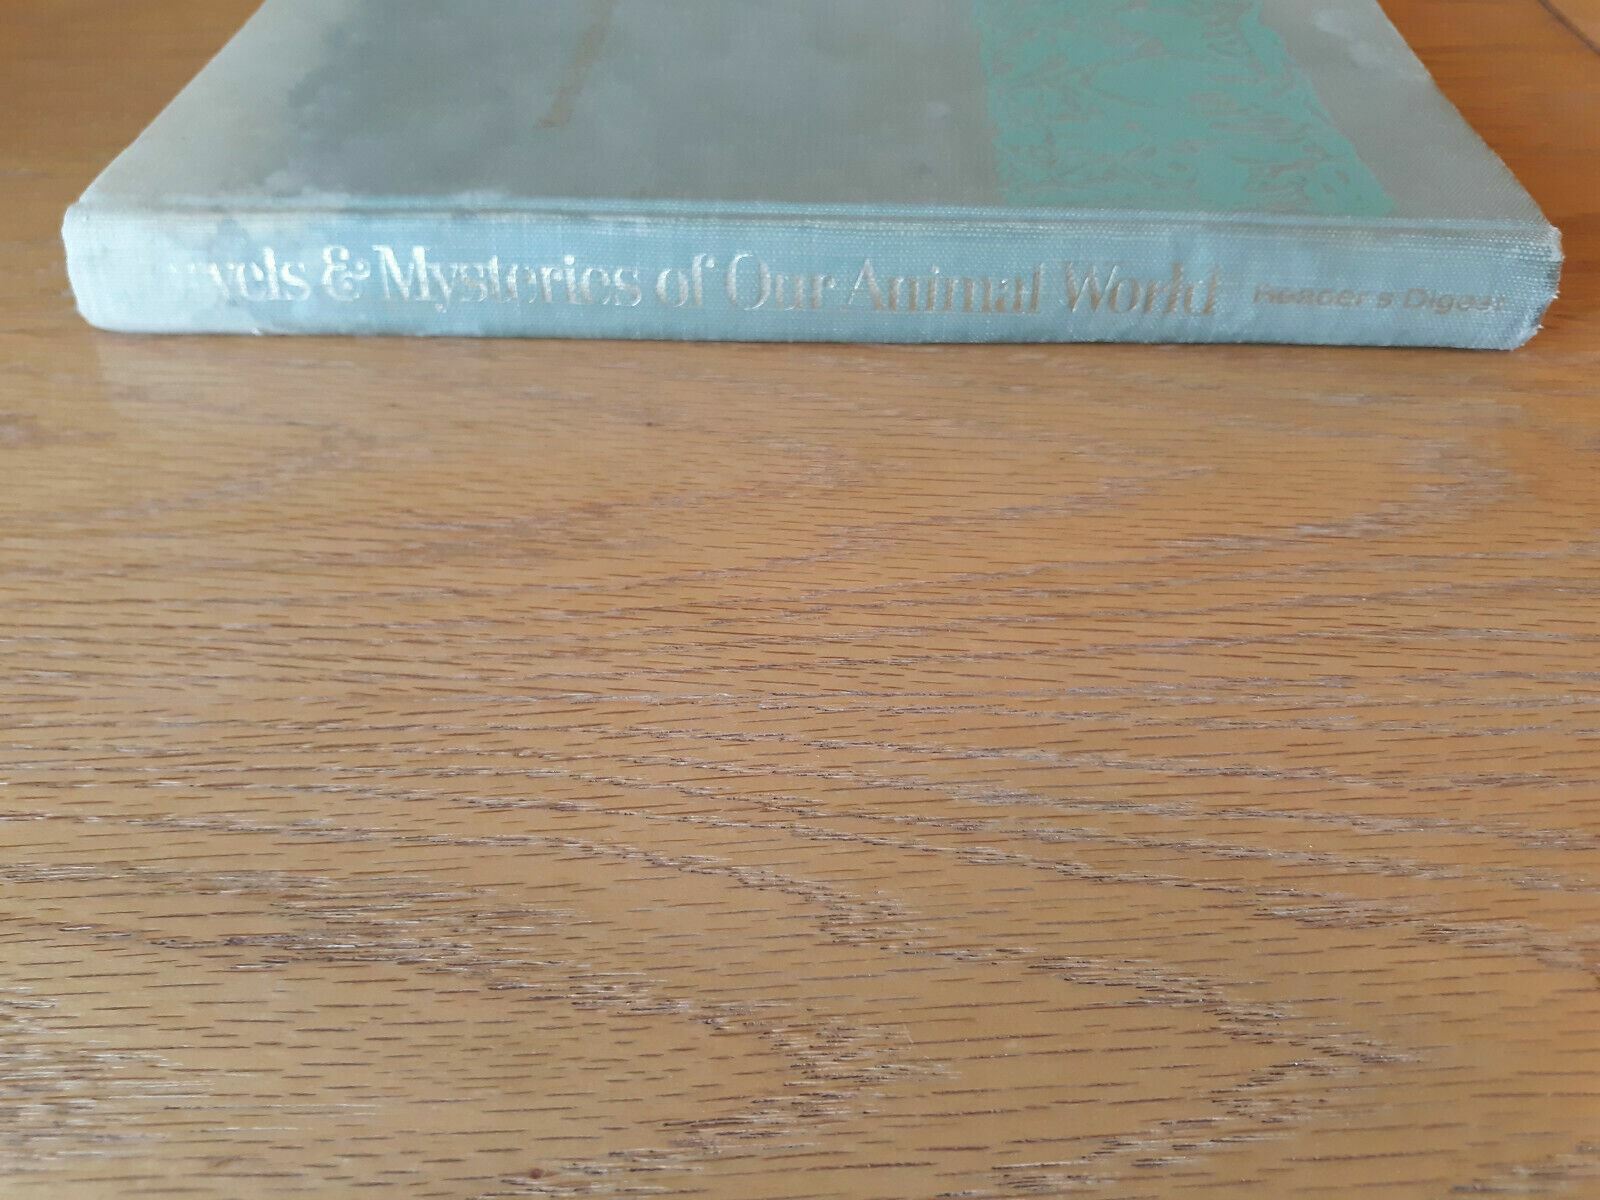 vels & Mysteries of Our Animal World Reader's Digest